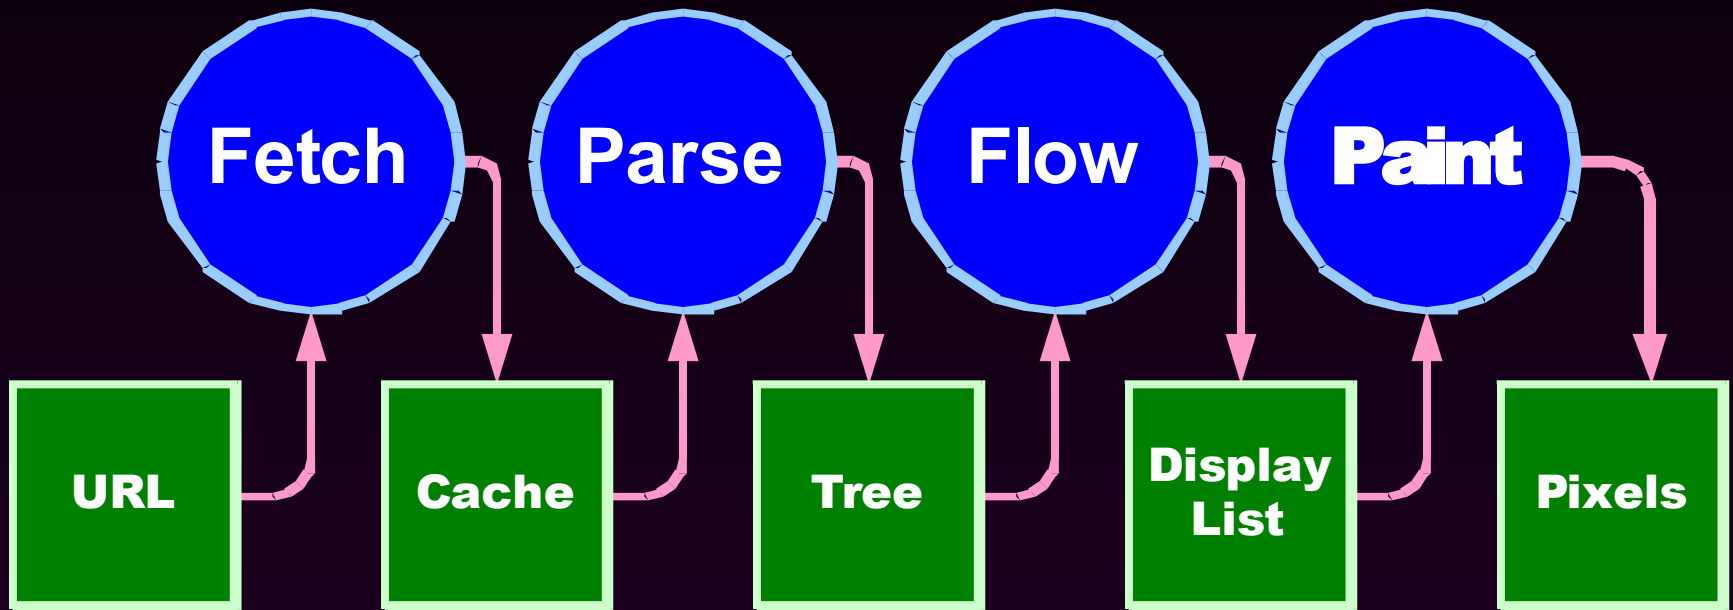 Fetch
Parse
Flow
Paint
URL
Cache
Tree
Display
List
Pixels